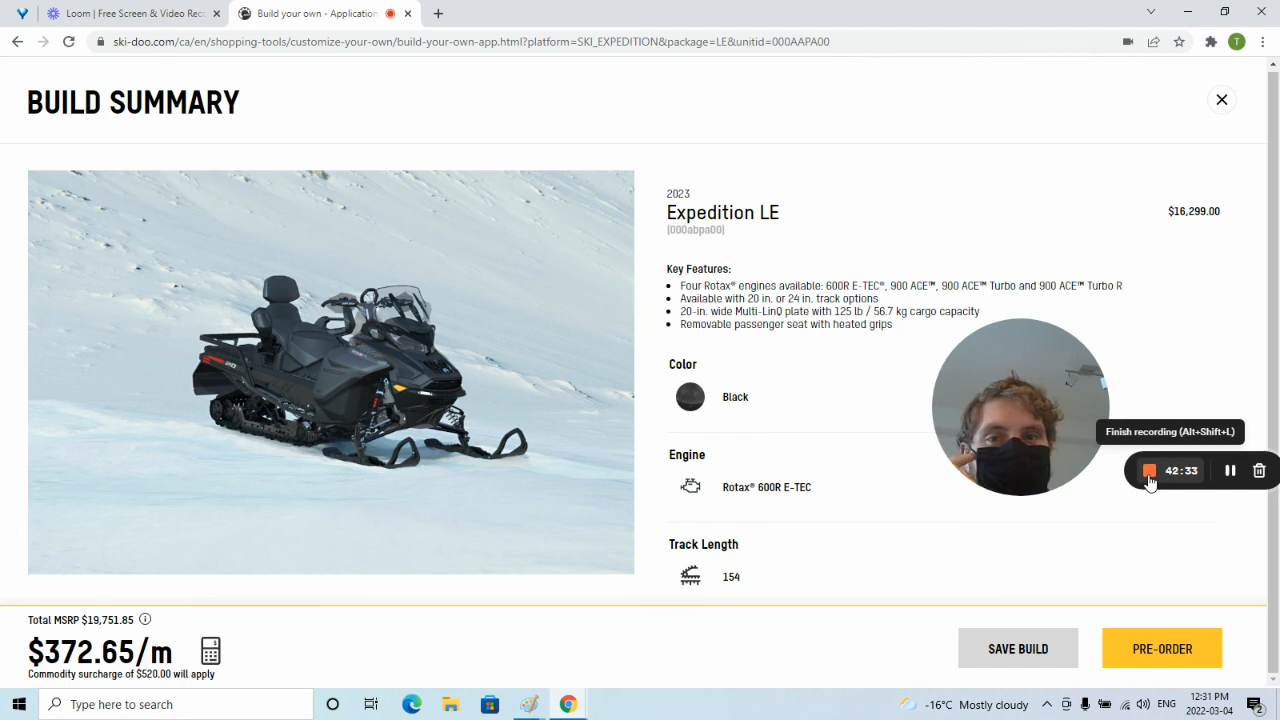 Loom | Free Screen & Video Rec
Build your own - Application
ski-doo.com/ca/en/shopping-tools/customize-your-own/build-your-own-app.html?platform=SKI_EXPEDITION&package=LE&unitid=000AAPA00
T
BUILD SUMMARY
2023
Expedition LE
$16,299.00
(000abpa00)
Key Features:
Four Rotax® engines available: 600R E-TEC®, 900 ACE™, 900 ACE™ Turbo and 900 ACE™ Turbo R
Available with 20 in. or 24 in. track options
20-in. wide Multi-LinQ plate with 125 lb / 56.7 kg cargo capacity
Removable passenger seat with heated grips
Color
Black
Finish recording (Alt+Shift+L)
Engine
42:33
Rotax® 600R E-TEC
Track Length
154
Total MSRP $19,751.85
$372.65/m
Commodity surcharge of $520.00 will apply
SAVE BUILD
PRE-ORDER
Type here to search
-16°C Mostly cloudy
ENG
12:31 PM
2022-03-04
2